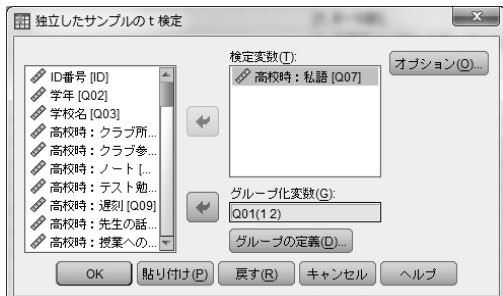 独立したサンプルの t 検定
検定変数(T):
高校時：私語 [Q07]
オプション(O)...
ID番号 [ID]
学年 [Q02]
学校名 [Q03]
高校時：クラブ所...
高校時：クラブ参...
高校時：ノート [...
高校時：テスト勉...
高校時：遅刻 [Q09]
高校時：先生の話...
高校時：授業への...
グループ化変数(G):
Q01(1 2)
グループの定義(D)...
OK 貼り付け(P) 戻す(R) キャンセル ヘルプ